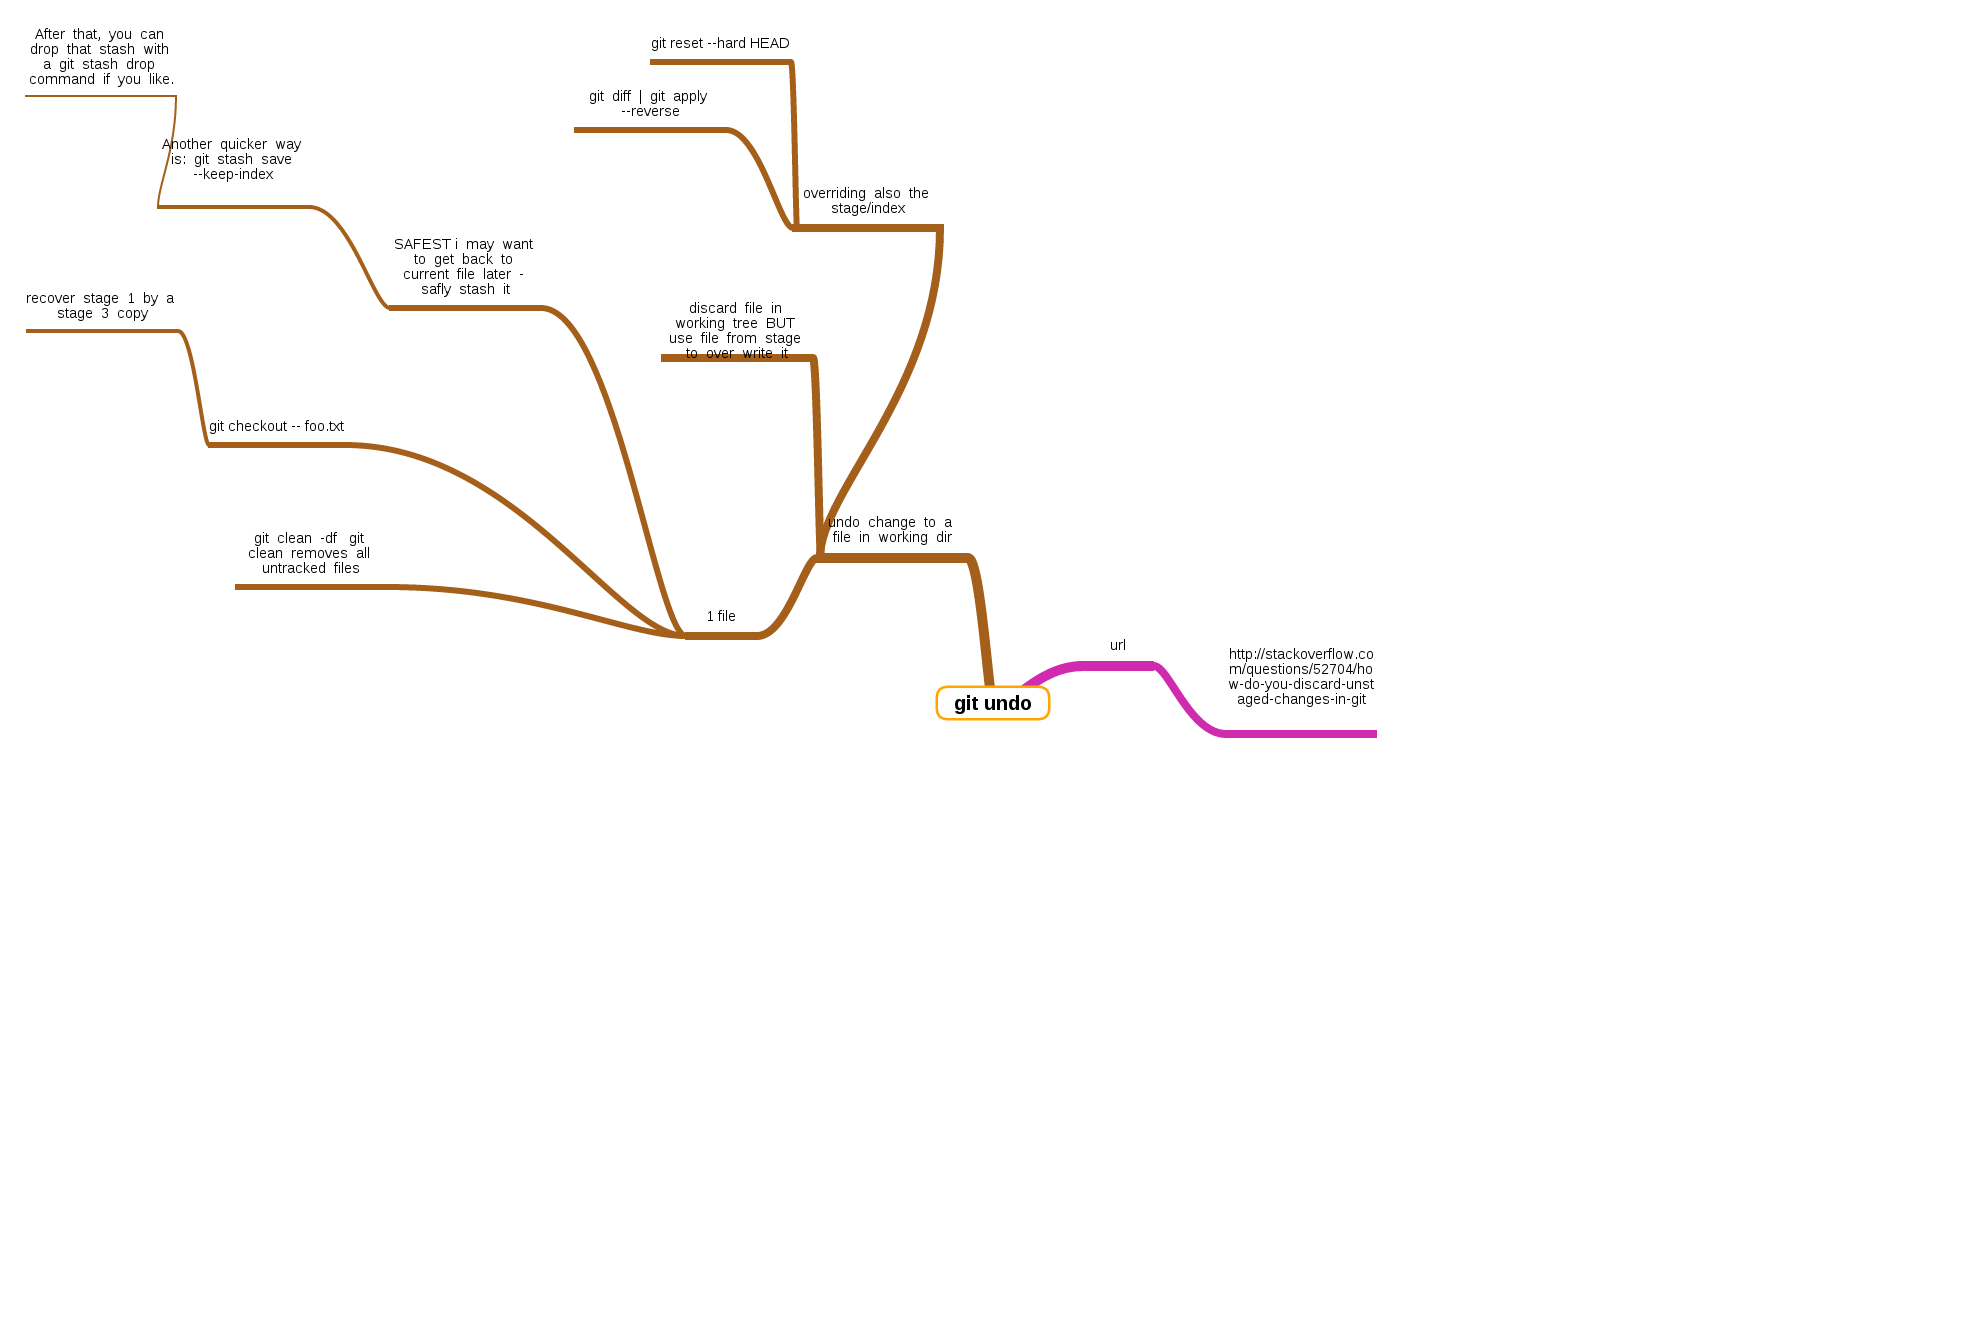 After that, you can
drop that stash with
a git stash drop
command if you like.
Another quicker way
is: git stash save
--keep-index
SAFEST i may want
to get back to
current file later -
safly stash it
recover stage 1 by a
stage 3 copy
git checkout -- foo.txt
git clean -df git
clean removes all
untracked files
1 file
git reset --hard HEAD
git diff | git apply
--reverse
overriding also the
stage/index
discard file in
working tree BUT
use file from stage
to over write it
undo change to a
file in working dir
git undo
url
http://stackoverflow.co
m/questions/52704/ho
w-do-you-discard-unst
aged-changes-in-git